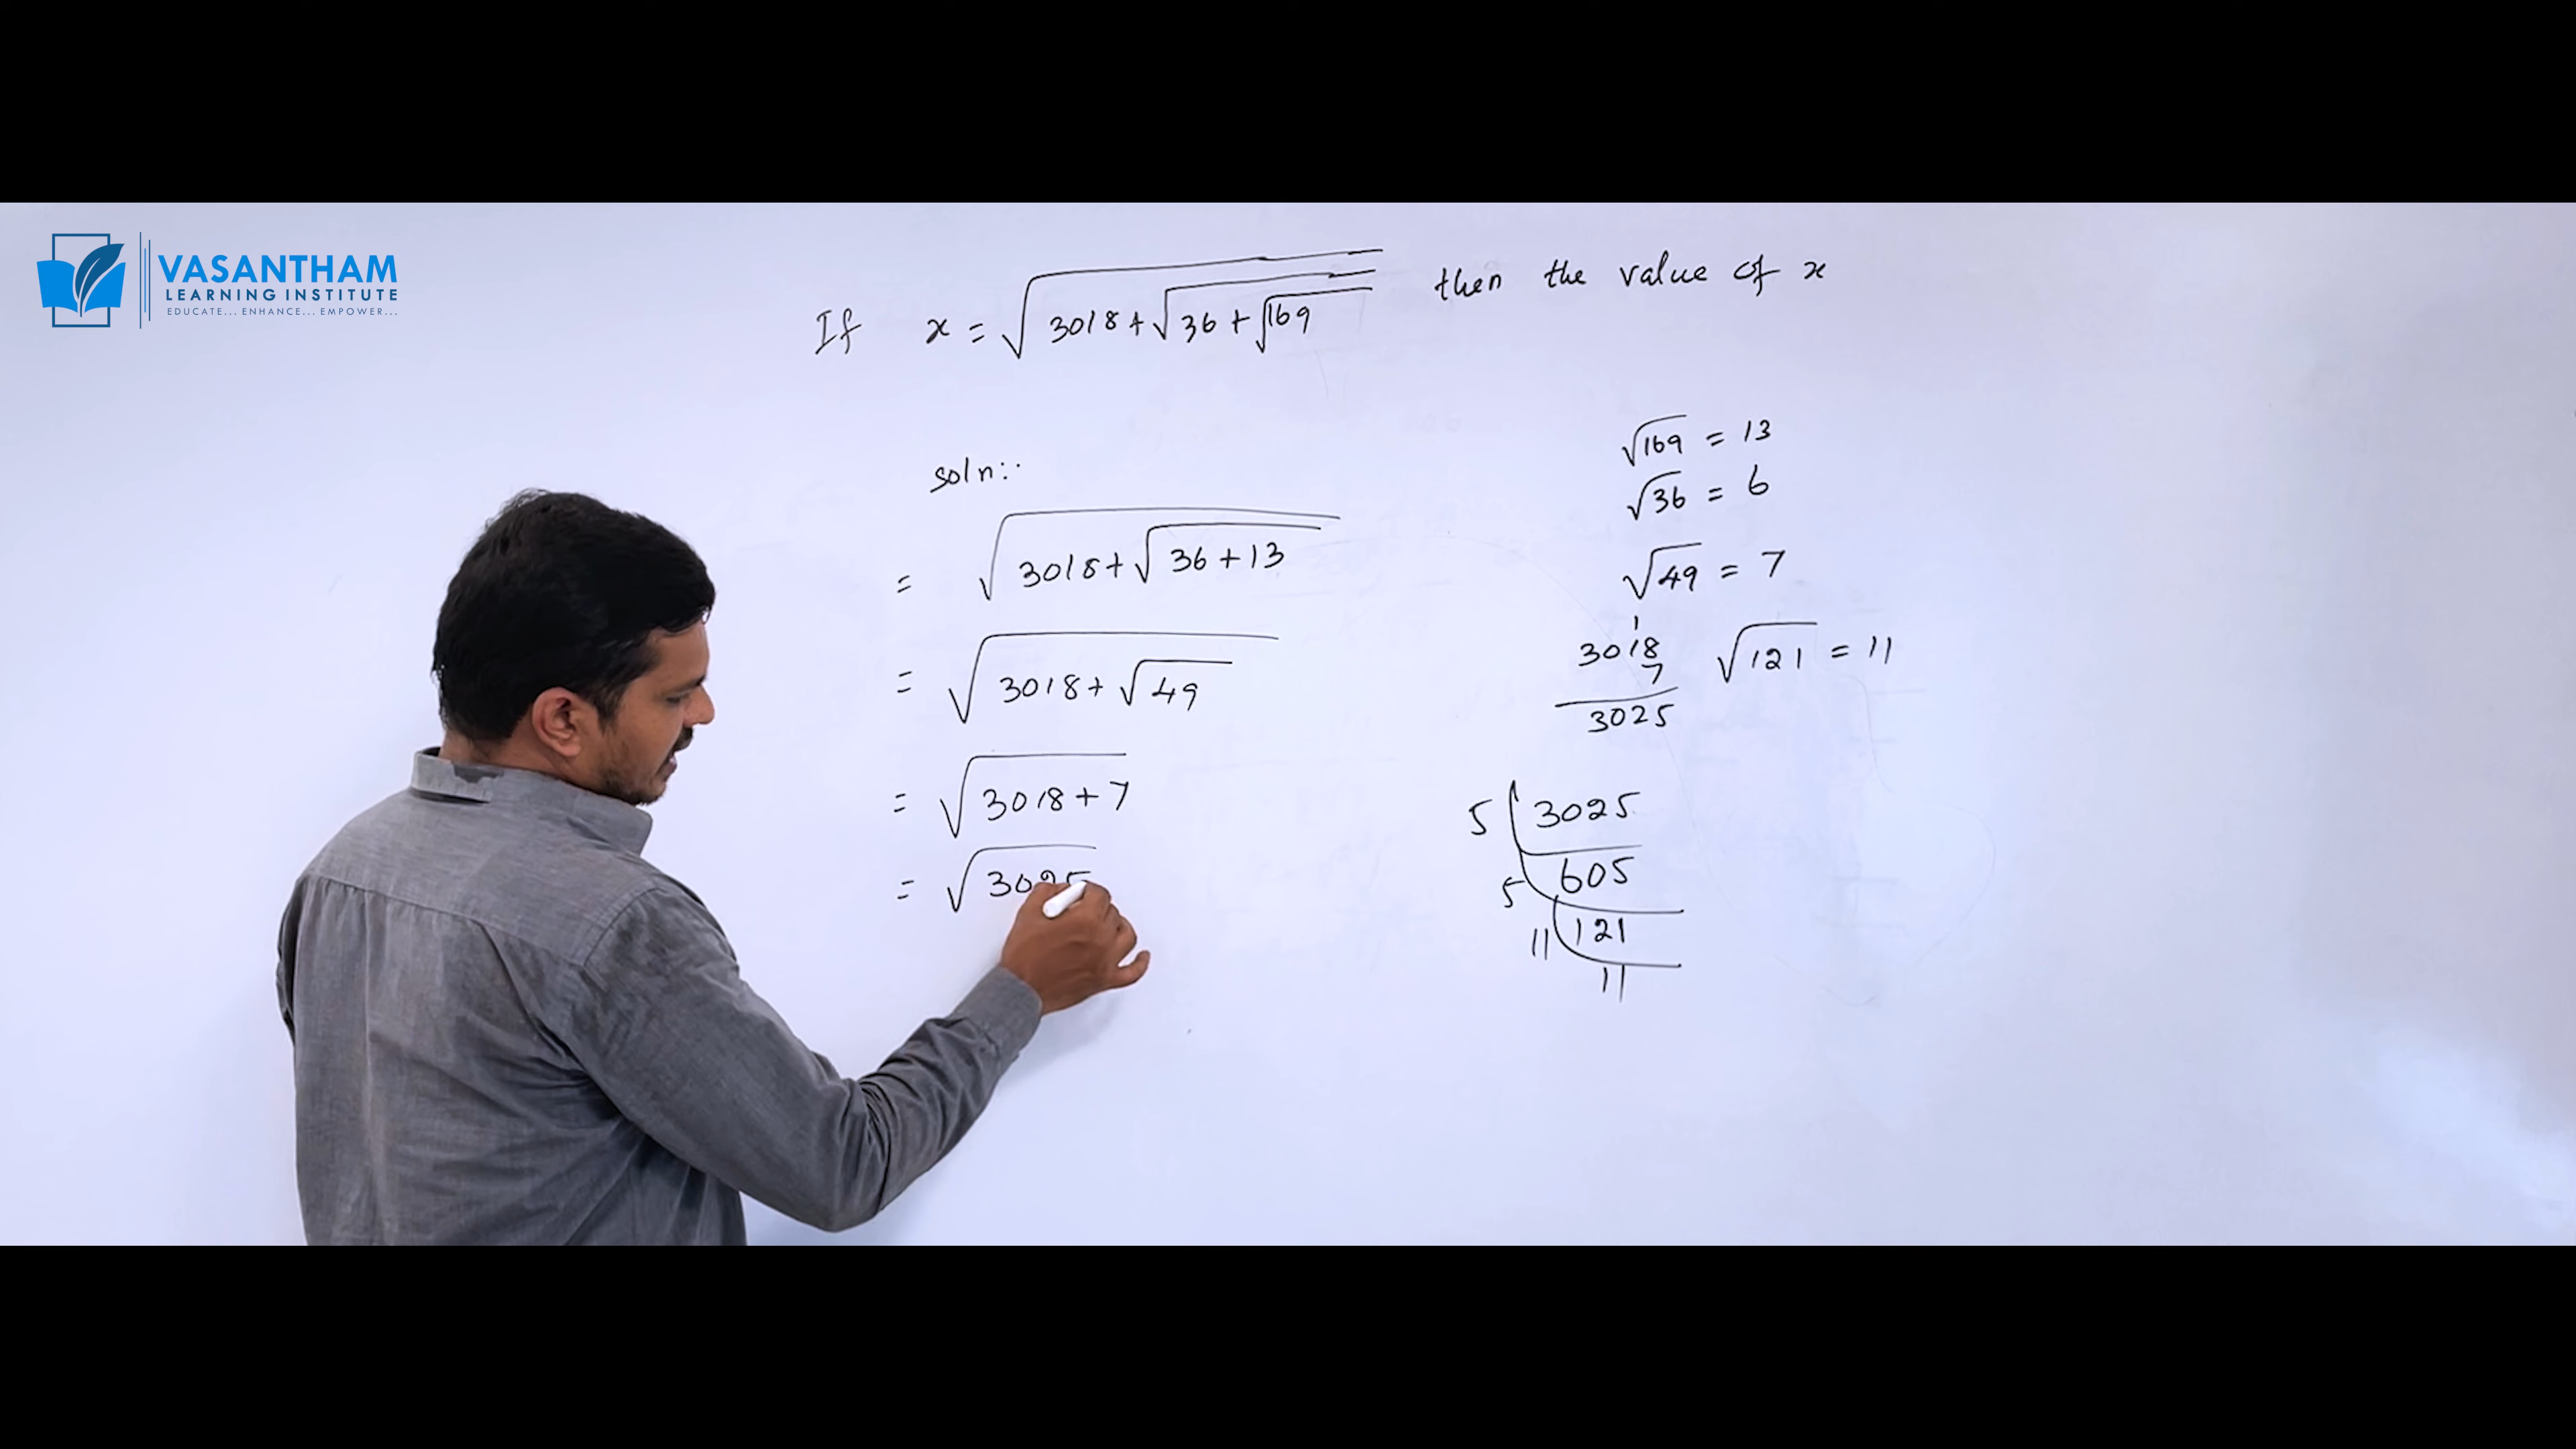 VASANTHAM
LEARNING INSTITUTE
EDUCATE... ENHANCE... EMPOWER...
If x = √(3018 + √(36 + √169)) then the value of x
soln:
= √(3018 + √(36 + 13))
= √(3018 + √49)
= √(3018 + 7)
= √3025
√169 = 13
√36 = 6
√49 = 7
1
3018
7
3025
√121 = 11
5 3025
5 605
11 121
11